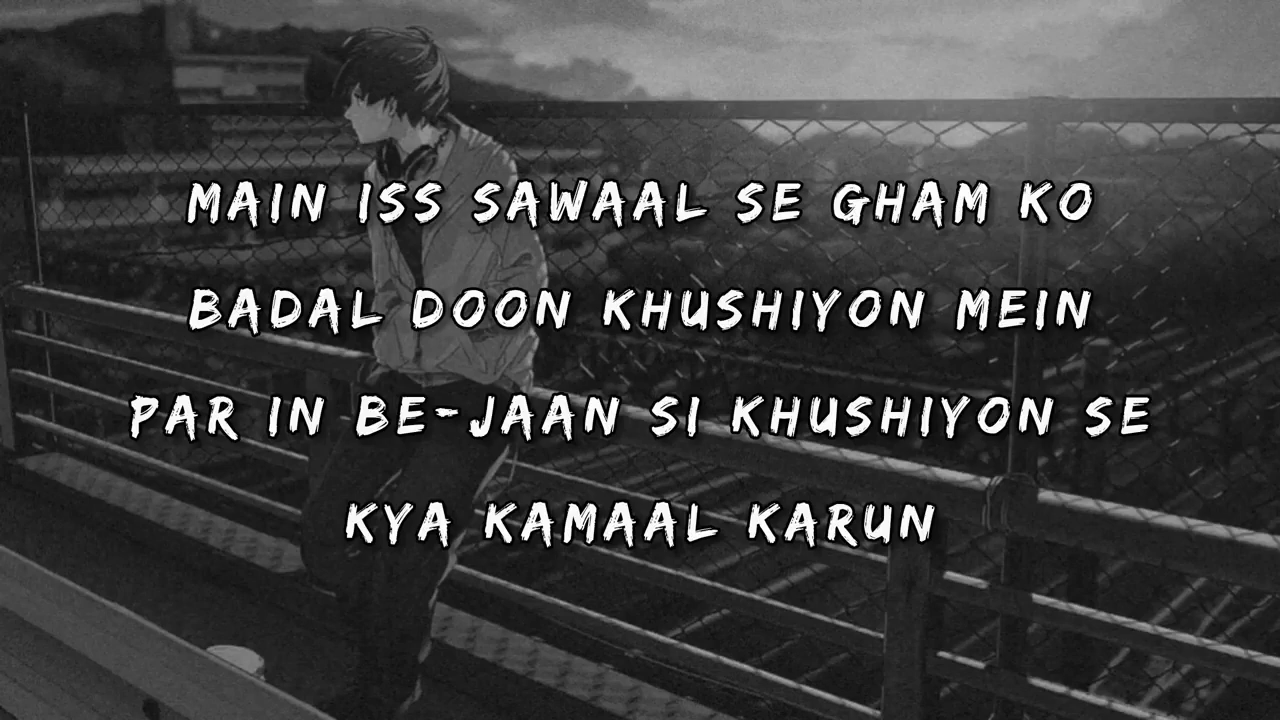 MAIN ISS SAWAAL SE GHAM KO
BADAL DOON KHUSHIYON MEIN
PAR IN BE-JAAN SI KHUSHIYON SE
KYA KAMAAL KARUN